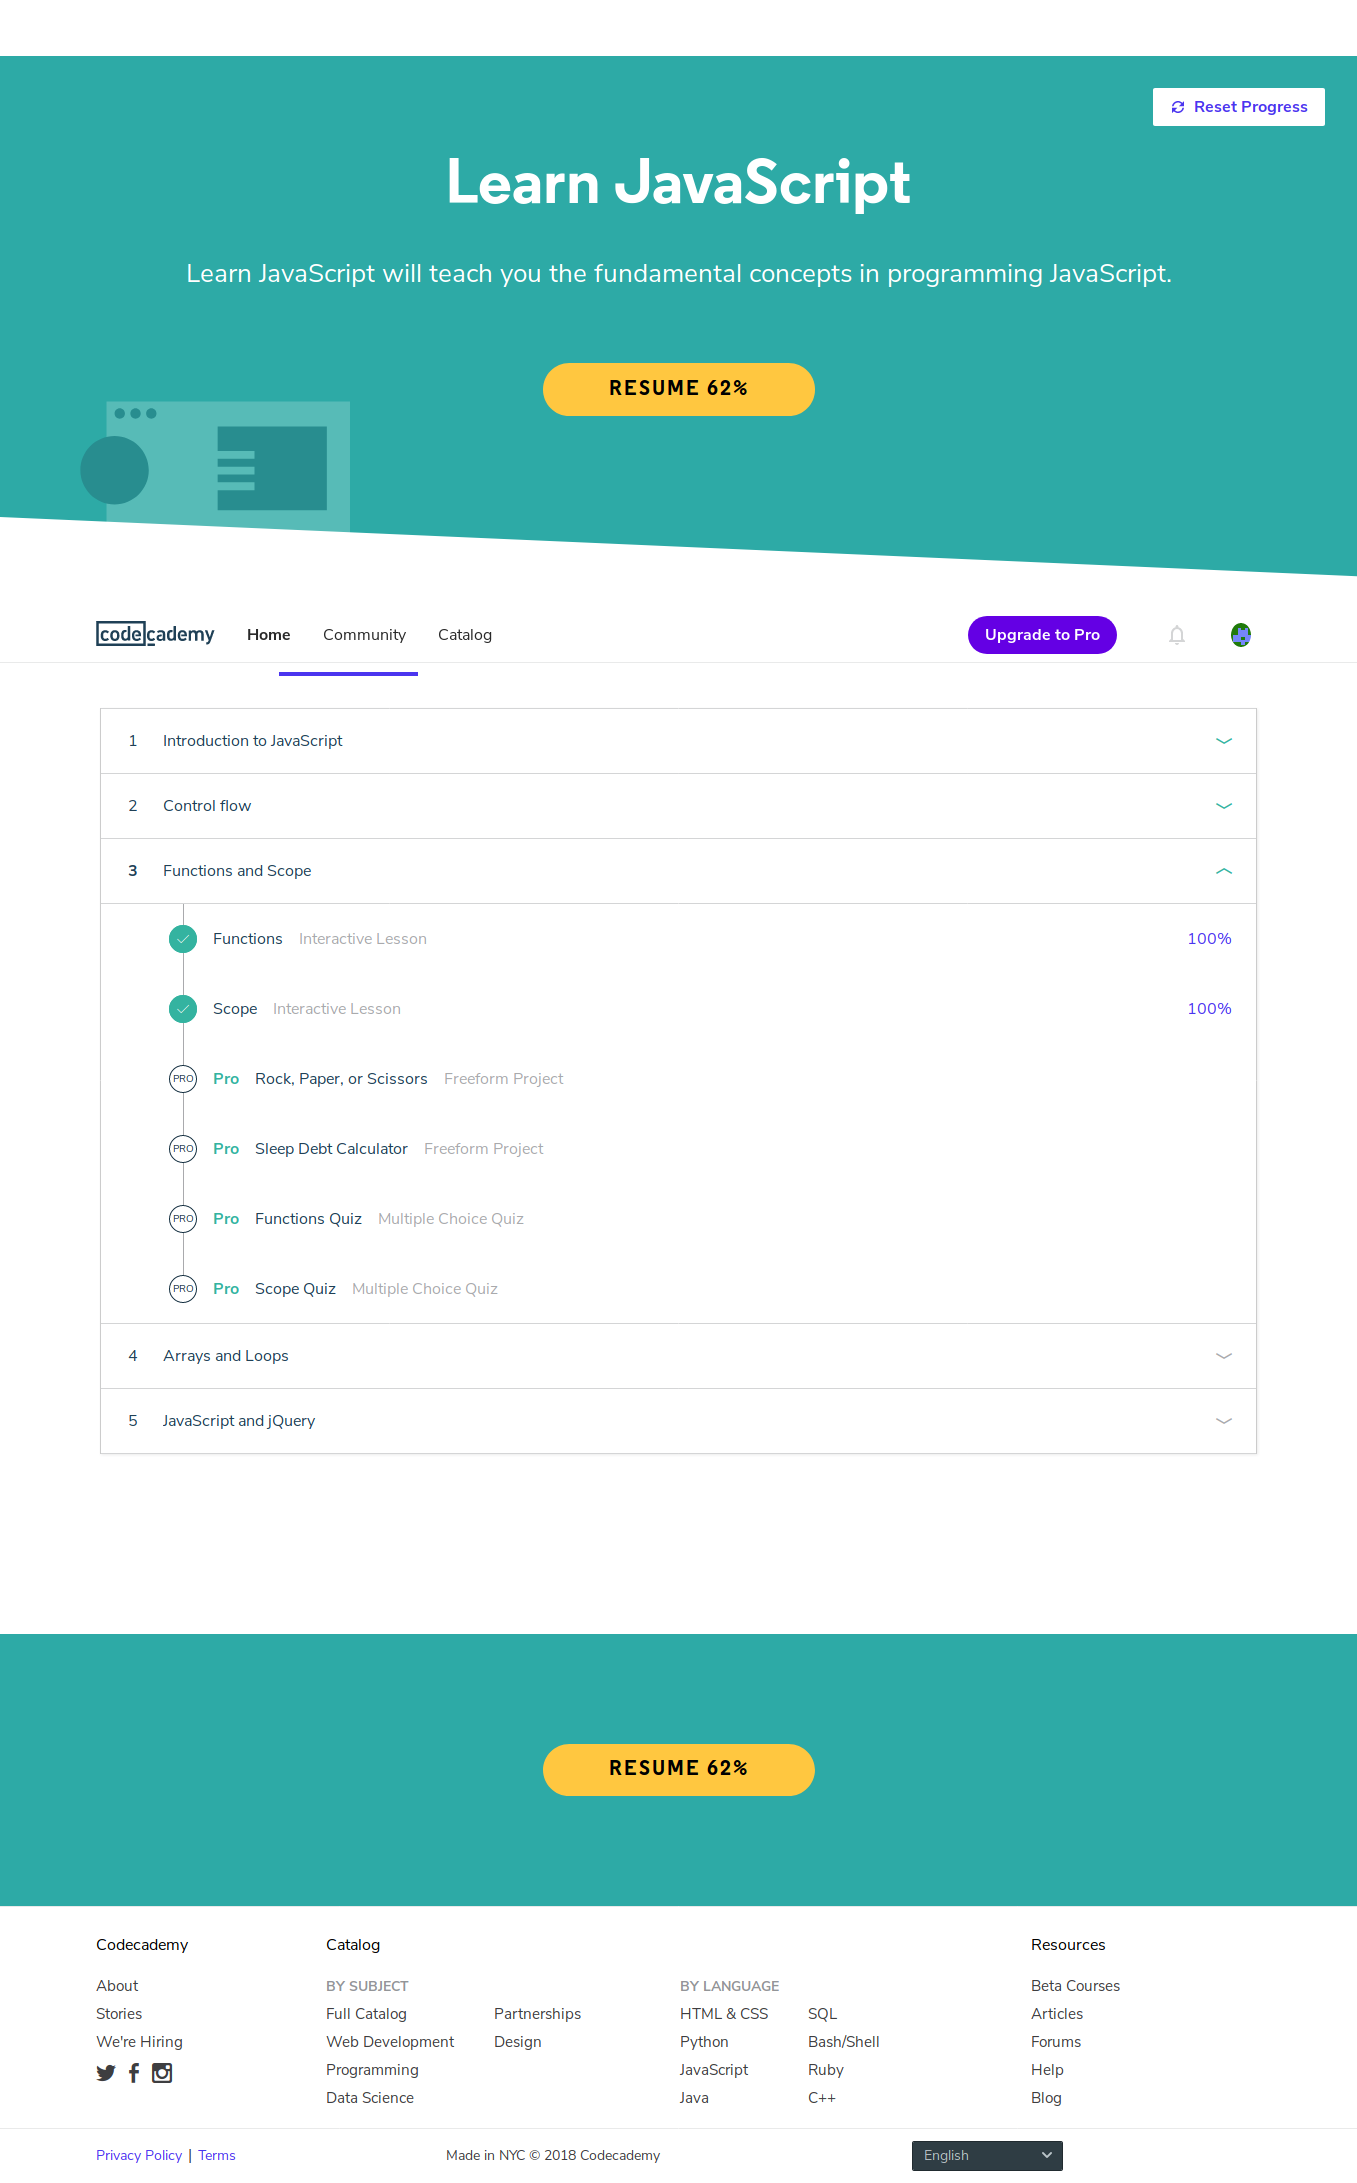 Reset Progress
Learn JavaScript
Learn JavaScript will teach you the fundamental concepts in programming JavaScript.
RESUME 62%
codecademy Home Community Catalog Upgrade to Pro
1 Introduction to JavaScript
2 Control flow
3 Functions and Scope
Functions Interactive Lesson 100%
Scope Interactive Lesson 100%
PRO Pro Rock, Paper, or Scissors Freeform Project
PRO Pro Sleep Debt Calculator Freeform Project
PRO Pro Functions Quiz Multiple Choice Quiz
PRO Pro Scope Quiz Multiple Choice Quiz
4 Arrays and Loops
5 JavaScript and jQuery
RESUME 62%
Codecademy Catalog Resources
About BY SUBJECT BY LANGUAGE Beta Courses
Stories Full Catalog Partnerships HTML & CSS SQL Articles
We're Hiring Web Development Design Python Bash/Shell Forums
Programming JavaScript Ruby Help
Data Science Java C++ Blog
Privacy Policy | Terms Made in NYC © 2018 Codecademy English